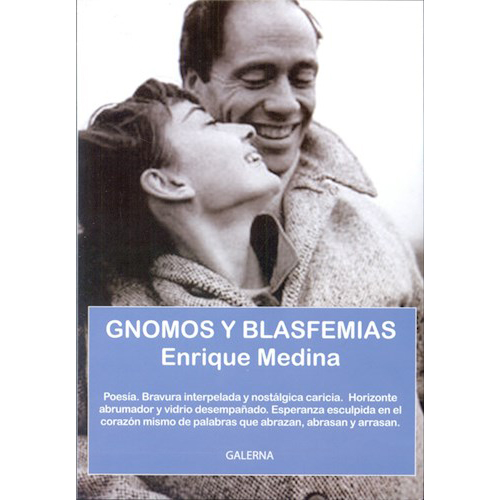 GNOMOS Y BLASFEMIAS
Enrique Medina
Poesía. Bravura interpelada y nostálgica caricia. Horizonte
abrumador y vidrio desempañado. Esperanza esculpida en el
corazón mismo de palabras que abrazan, abrasan y arrasan.
GALERNA